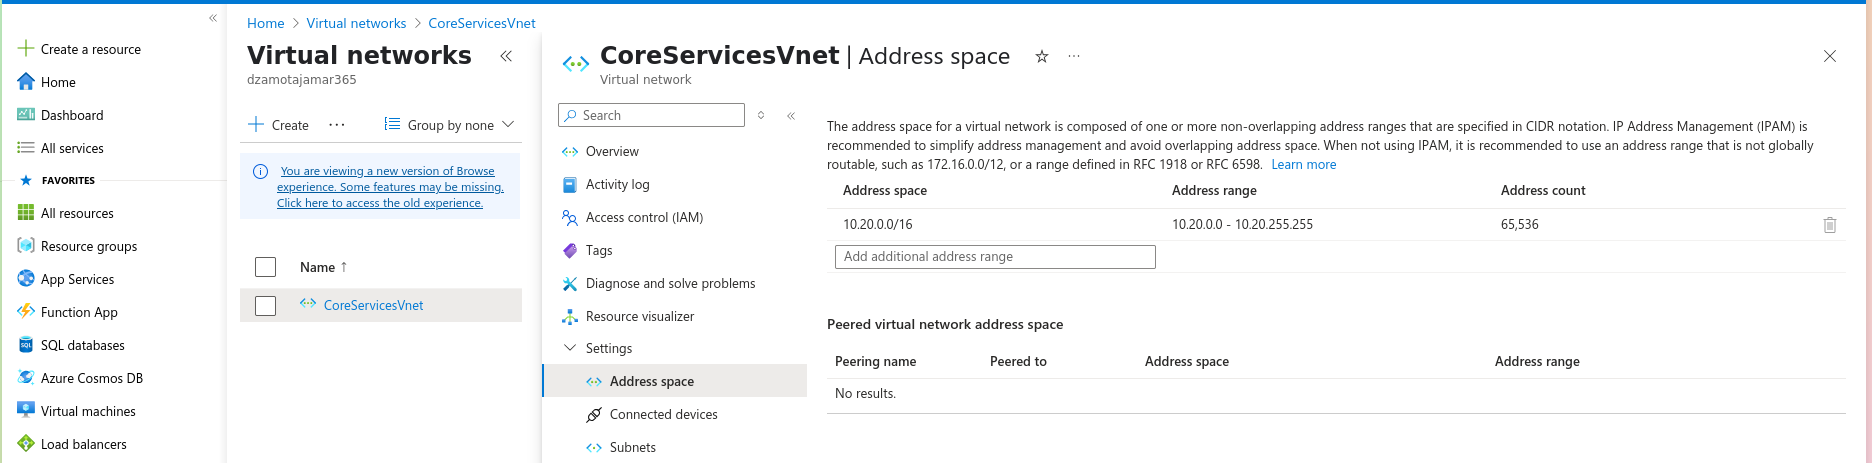 Create a resource
Home
Dashboard
All services
FAVORITES
All resources
Resource groups
App Services
Function App
SQL databases
Azure Cosmos DB
Virtual machines
Load balancers
Home > Virtual networks > CoreServicesVnet
Virtual networks
dzamotajamar365
Create
Group by none
You are viewing a new version of Browse
experience. Some features may be missing.
Click here to access the old experience.
Name ↑
CoreServicesVnet
CoreServicesVnet | Address space
Virtual network
Search
Overview
Activity log
Access control (IAM)
Tags
Diagnose and solve problems
Resource visualizer
Settings
Address space
Connected devices
Subnets
The address space for a virtual network is composed of one or more non-overlapping address ranges that are specified in CIDR notation. IP Address Management (IPAM) is
recommended to simplify address management and avoid overlapping address space. When not using IPAM, it is recommended to use an address range that is not globally
routable, such as 172.16.0.0/12, or a range defined in RFC 1918 or RFC 6598. Learn more
Address space Address range Address count
10.20.0.0/16 10.20.0.0 - 10.20.255.255 65,536
Add additional address range
Peered virtual network address space
Peering name Peered to Address space Address range
No results.